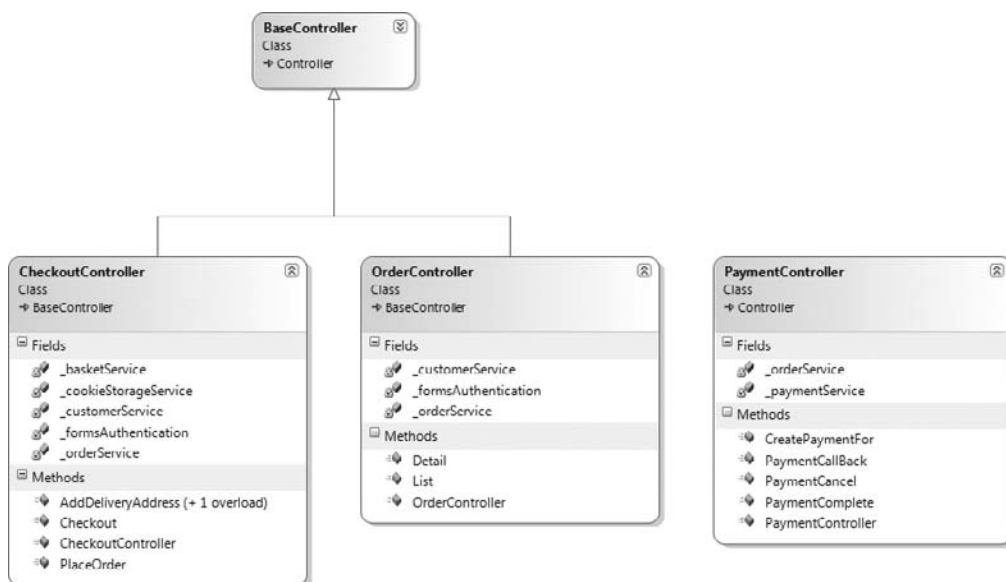 BaseController
Class
Controller
CheckoutController
Class
BaseController
Fields
_basketService
_cookieStorageService
_customerService
_formsAuthentication
_orderService
Methods
AddDeliveryAddress (+ 1 overload)
Checkout
CheckoutController
PlaceOrder
OrderController
Class
BaseController
Fields
_customerService
_formsAuthentication
_orderService
Methods
Detail
List
OrderController
PaymentController
Class
Controller
Fields
_orderService
_paymentService
Methods
CreatePaymentFor
PaymentCallBack
PaymentCancel
PaymentComplete
PaymentController